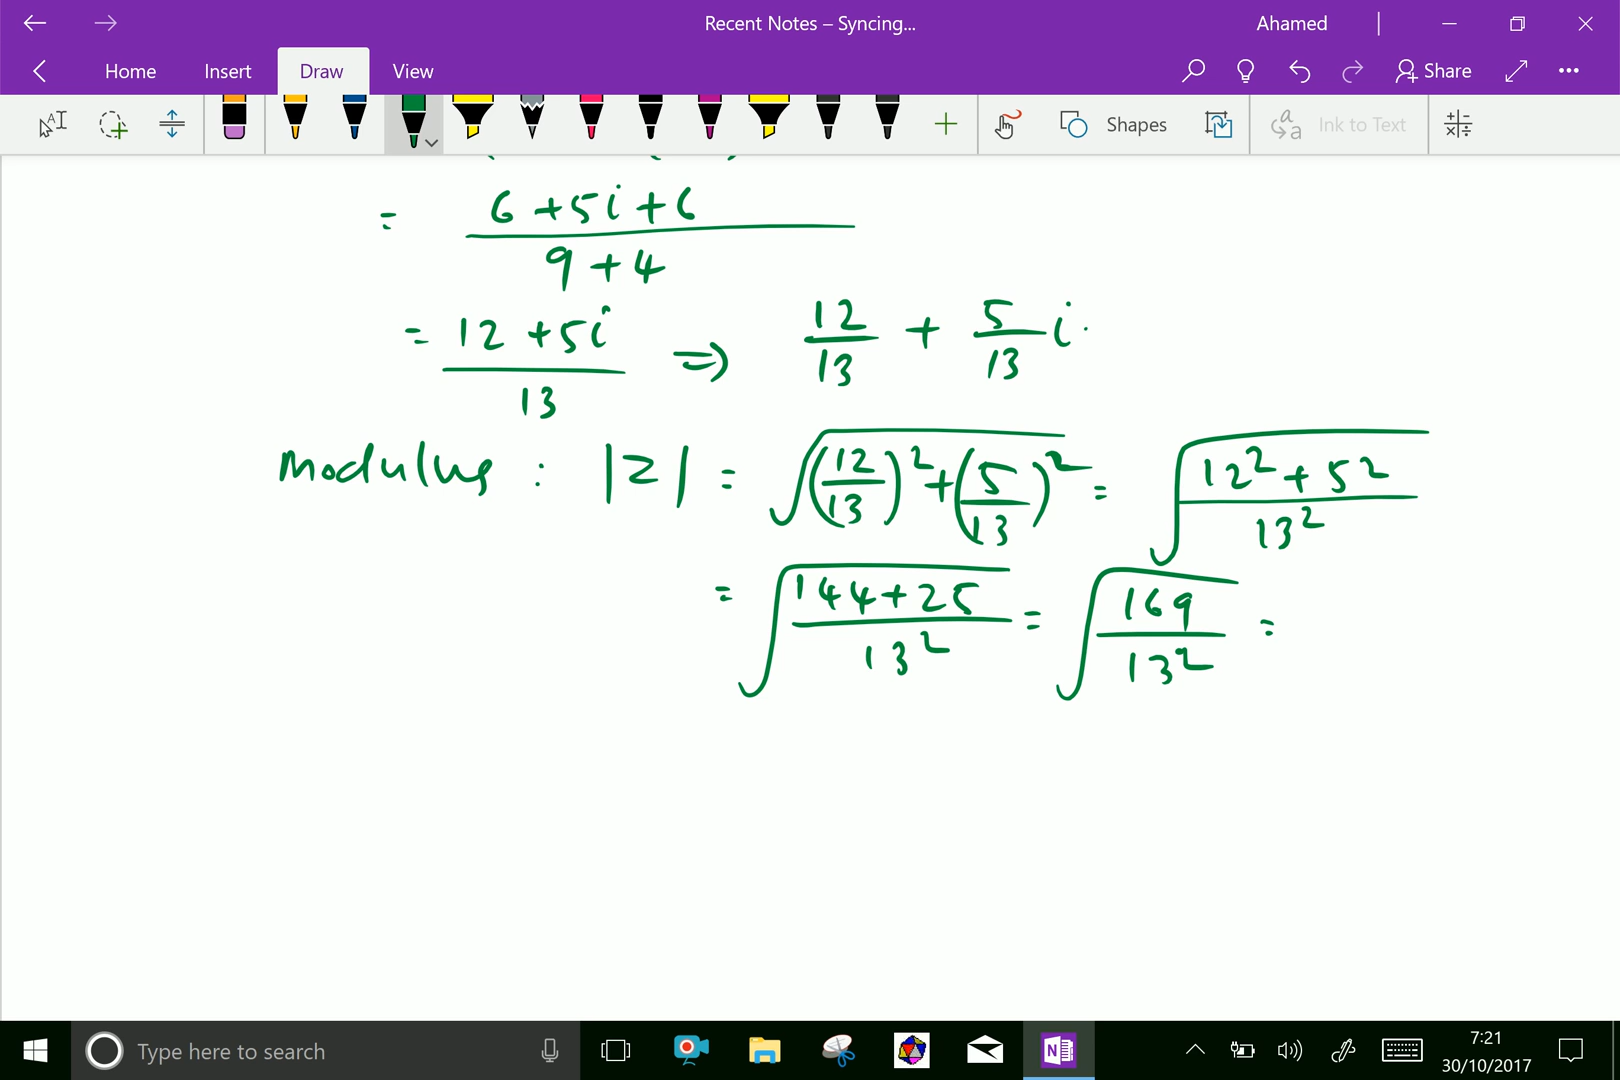 Recent Notes – Syncing...
Ahamed
Home Insert Draw View
Share
Shapes
Ink to Text
= 6 + 5i + 6 / 9 + 4
= 12 + 5i / 13 ⇒ 12/13 + 5/13 i.
Modulus : |z| = √((12/13)² + (5/13)²) = √((12² + 5²)/13²)
= √((144 + 25)/13²) = √(169/13²) =
Type here to search
7:21
30/10/2017